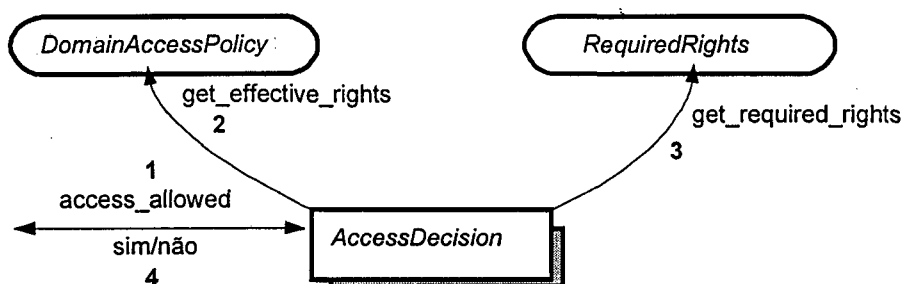 DomainAccessPolicy
RequiredRights
get_effective_rights
2
get_required_rights
3
1
access_allowed
sim/não
4
AccessDecision